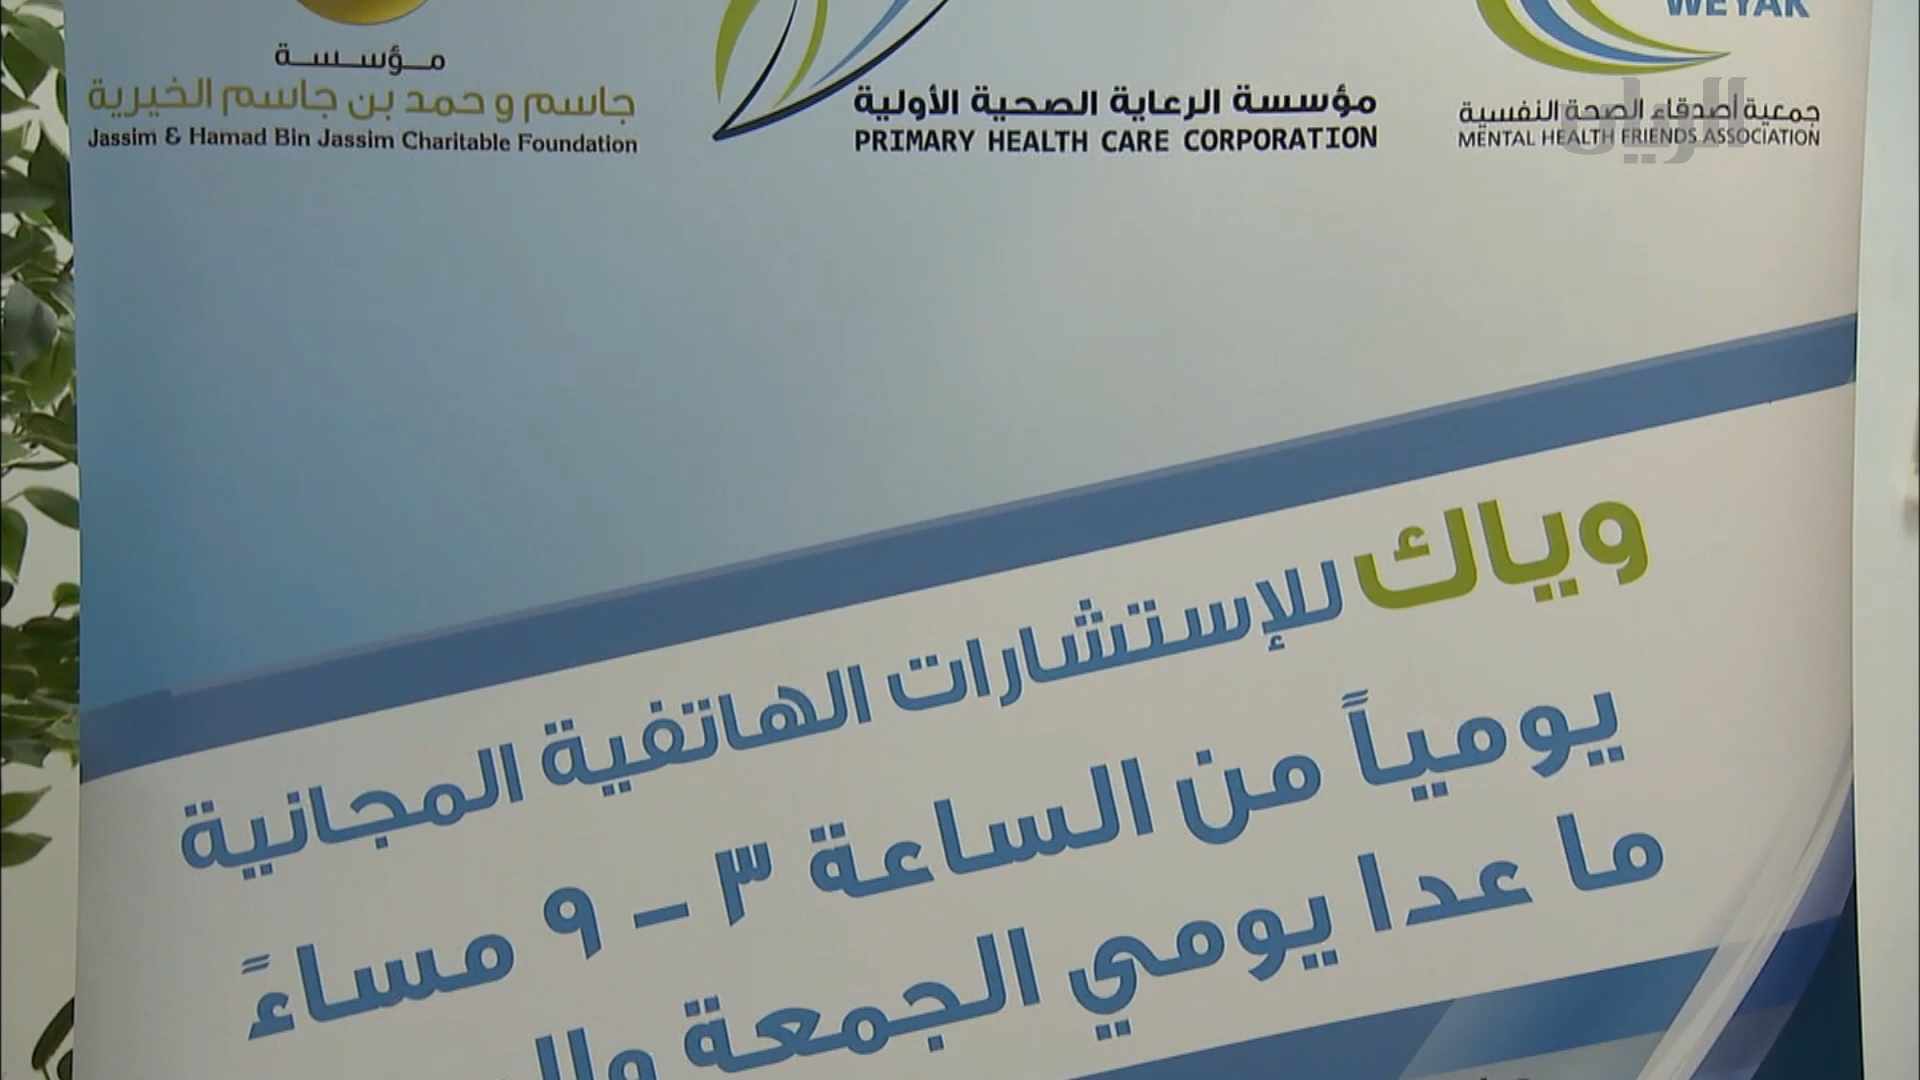 WEYAK
مؤسسة
جاسم و حمد بن جاسم الخيرية
Jassim & Hamad Bin Jassim Charitable Foundation
مؤسسة الرعاية الصحية الأولية
PRIMARY HEALTH CARE CORPORATION
جمعية أصدقاء الصحة النفسية
MENTAL HEALTH FRIENDS ASSOCIATION
الريان
وياك للإستشارات الهاتفية المجانية
يومياً من الساعة ٣ - ٩ مساءً
ما عدا يومي الجمعة